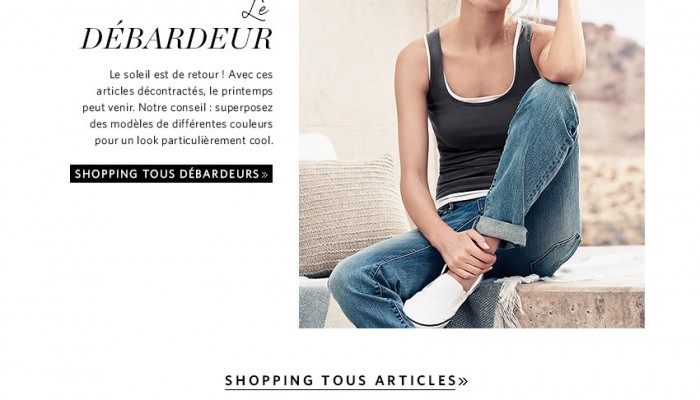 Le
DÉBARDEUR
Le soleil est de retour ! Avec ces
articles décontractés, le printemps
peut venir. Notre conseil : superposez
des modèles de différentes couleurs
pour un look particulièrement cool.
SHOPPING TOUS DÉBARDEURS»
SHOPPING TOUS ARTICLES»